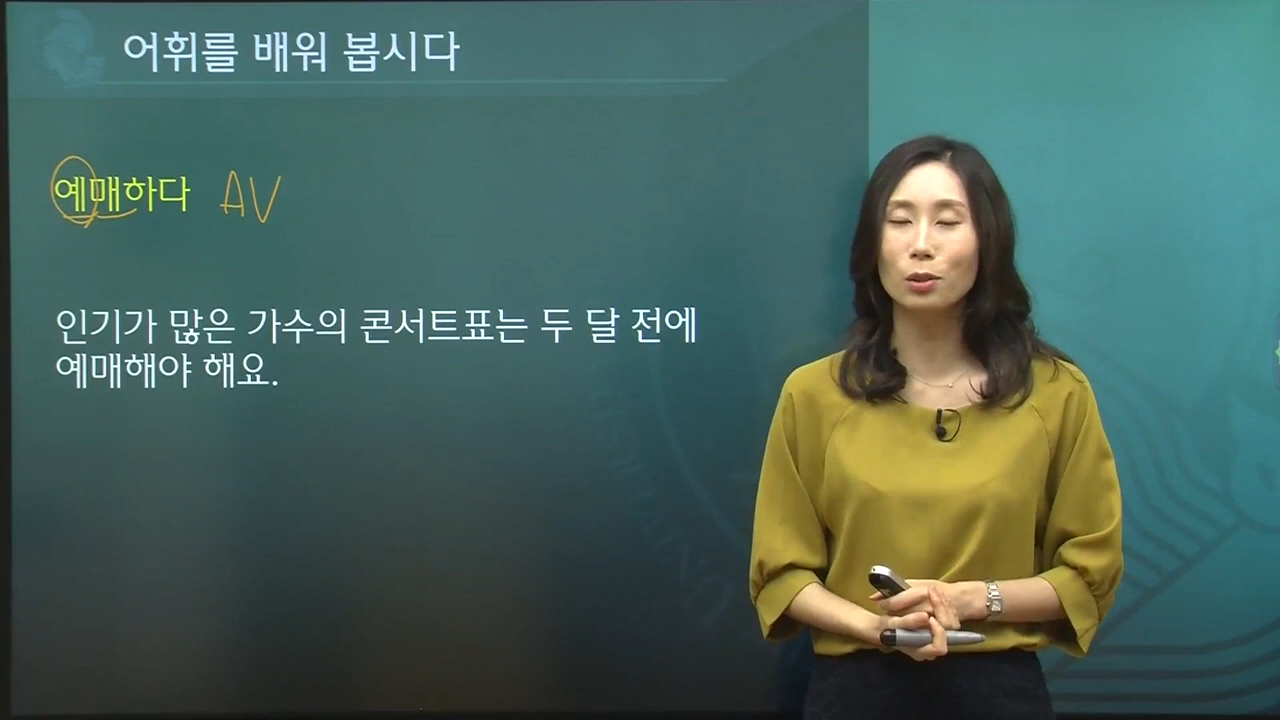 어휘를 배워 봅시다
예매하다 AV
인기가 많은 가수의 콘서트표는 두 달 전에
예매해야 해요.